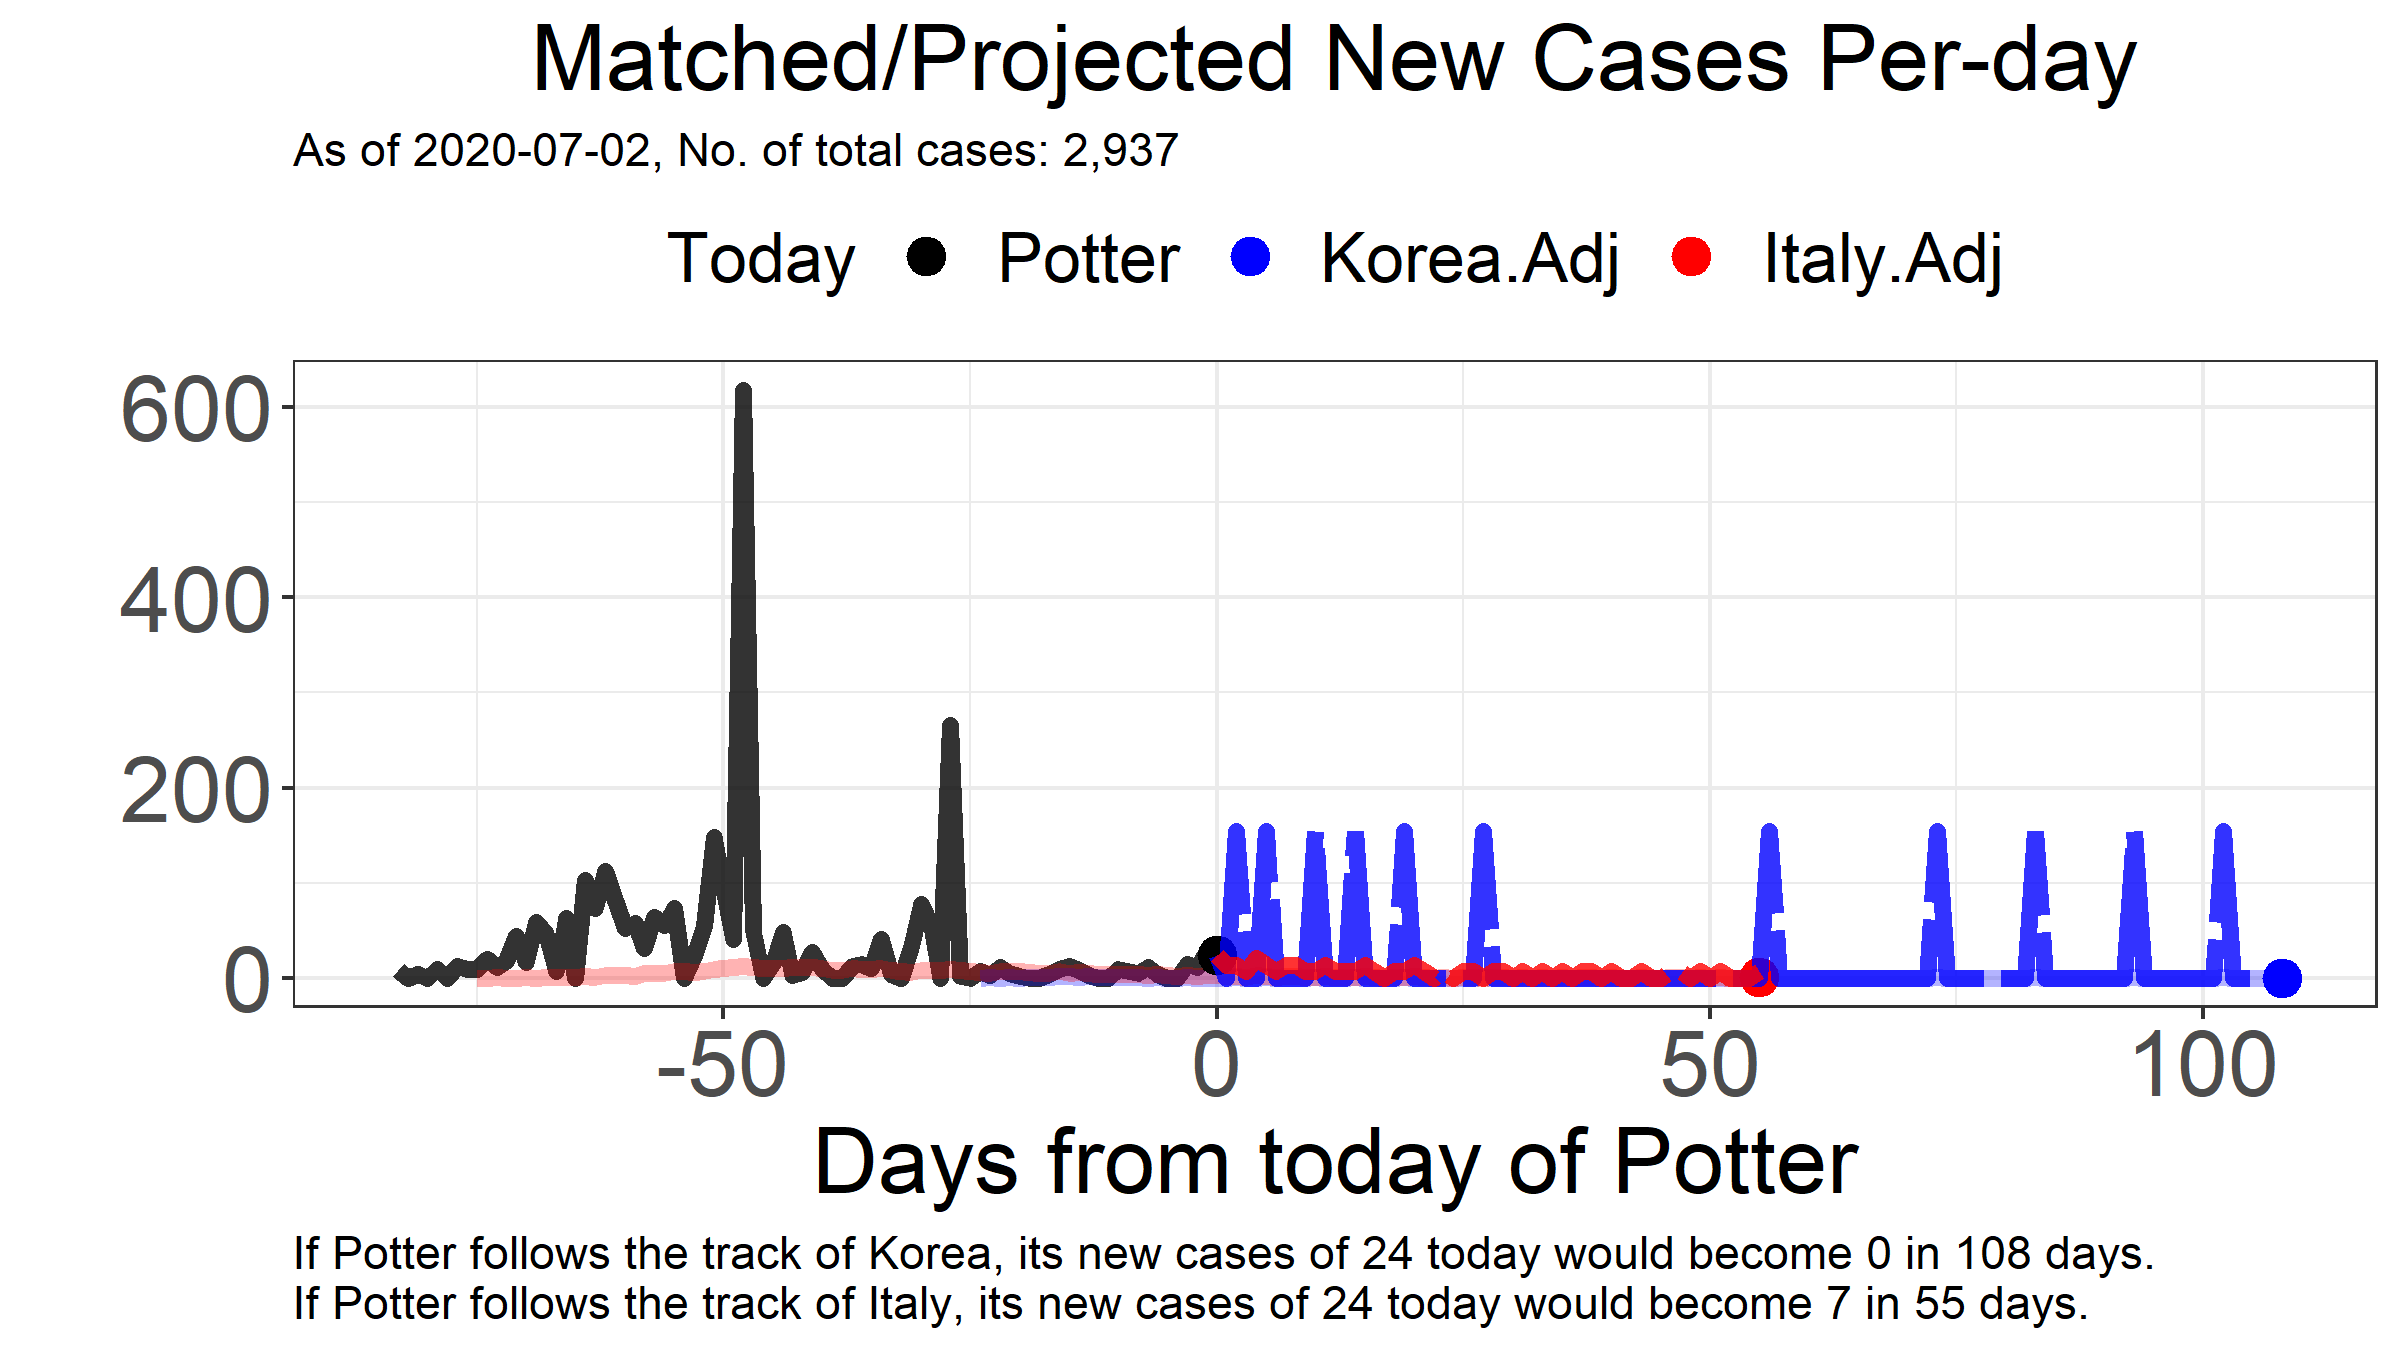 Matched/Projected New Cases Per-day
As of 2020-07-02, No. of total cases: 2,937
Today Potter Korea.Adj Italy.Adj
600
400
200
0
-50 0 50 100
Days from today of Potter
If Potter follows the track of Korea, its new cases of 24 today would become 0 in 108 days.
If Potter follows the track of Italy, its new cases of 24 today would become 7 in 55 days.